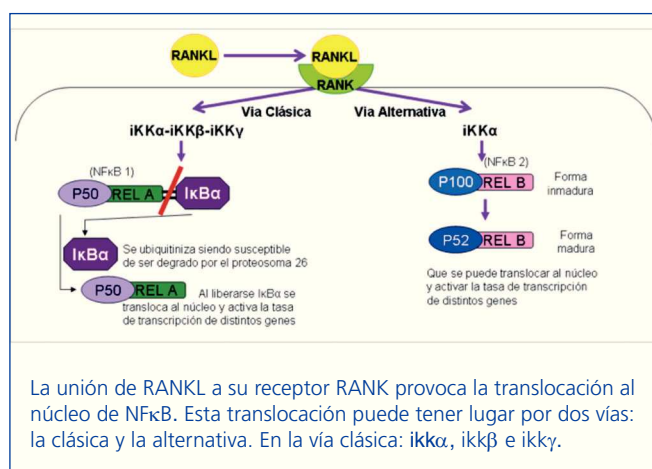 RANKL
RANKL
RANK
Via Clásica
Via Alternativa
iKKα-iKKβ-iKKγ
iKKα
(NFκB 1)
P50 REL A IκBα
(NFκB 2)
P100 REL B
Forma
inmadura
P52 REL B
Forma
madura
IκBα
Se ubiquitiniza siendo susceptible
de ser degrado por el proteosoma 26
P50 REL A
Al liberarse IκBα se
transloca al núcleo y activa la tasa
de transcripción de distintos genes
Que se puede translocar al núcleo
y activar la tasa de transcripción
de distintos genes
La unión de RANKL a su receptor RANK provoca la translocación al
núcleo de NFκB. Esta translocación puede tener lugar por dos vías:
la clásica y la alternativa. En la vía clásica: ikkα, ikkβ e ikkγ.